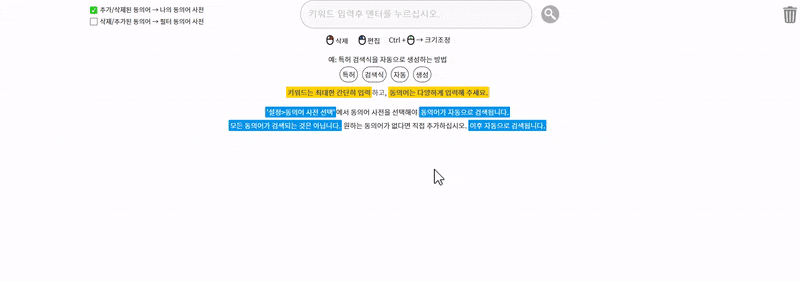 추가/삭제된 동의어 → 나의 동의어 사전
삭제/추가된 동의어 → 필터 동의어 사전
키워드 입력후 엔터를 누르십시오.
삭제 편집 Ctrl + → 크기조정
예: 특허 검색식을 자동으로 생성하는 방법
특허 검색식 자동 생성
키워드는 최대한 간단히 입력하고, 동의어는 다양하게 입력해 주세요.
"설정>동의어 사전 선택"에서 동의어 사전을 선택해야 동의어가 자동으로 검색됩니다.
모든 동의어가 검색되는 것은 아닙니다. 원하는 동의어가 없다면 직접 추가하십시오. 이후 자동으로 검색됩니다.